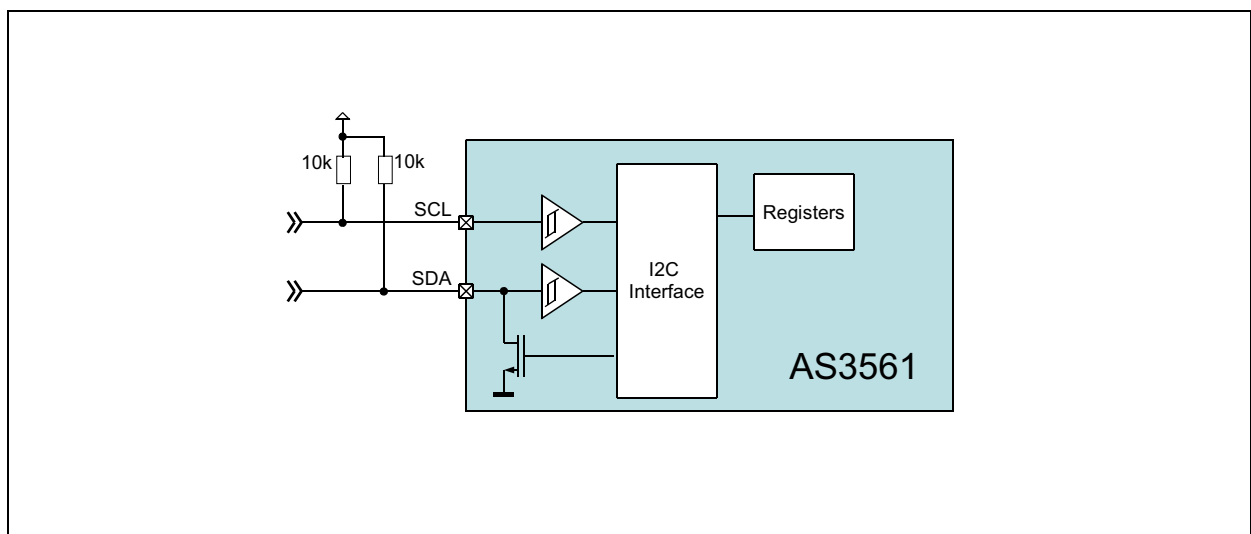 10k 10k
SCL
Registers
SDA
I2C
Interface
AS3561